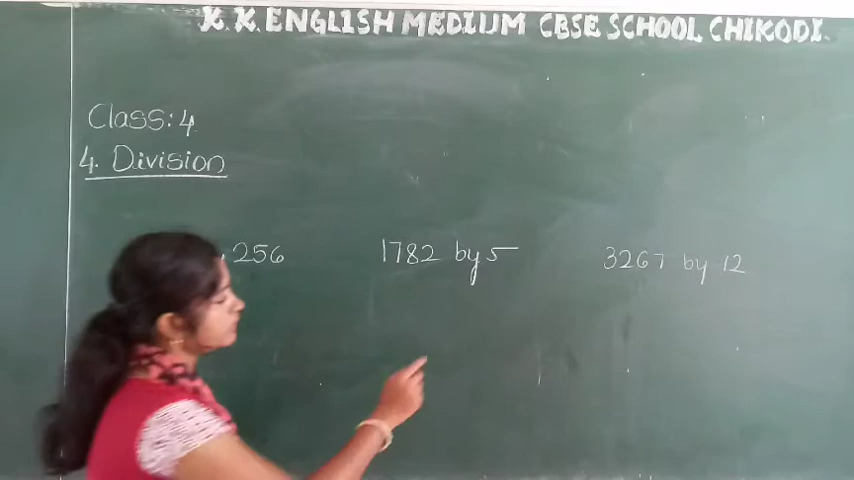 K.K.ENGLISH MEDIUM CBSE SCHOOL CHIKODI.
Class: 4
4. Division
256
1782 by 5
3267 by 12